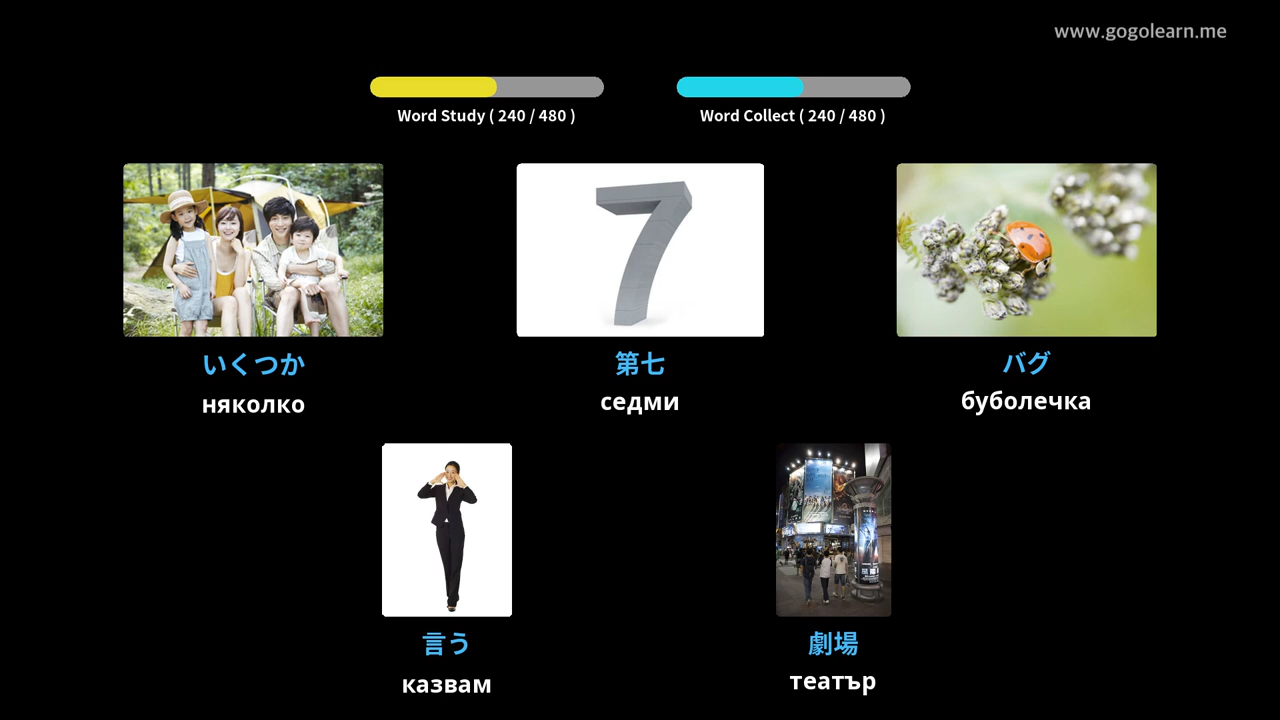 www.gogolearn.me
Word Study ( 240 / 480 )
Word Collect ( 240 / 480 )
いくつか
няколко
第七
седми
バグ
буболечка
言う
казвам
劇場
театър